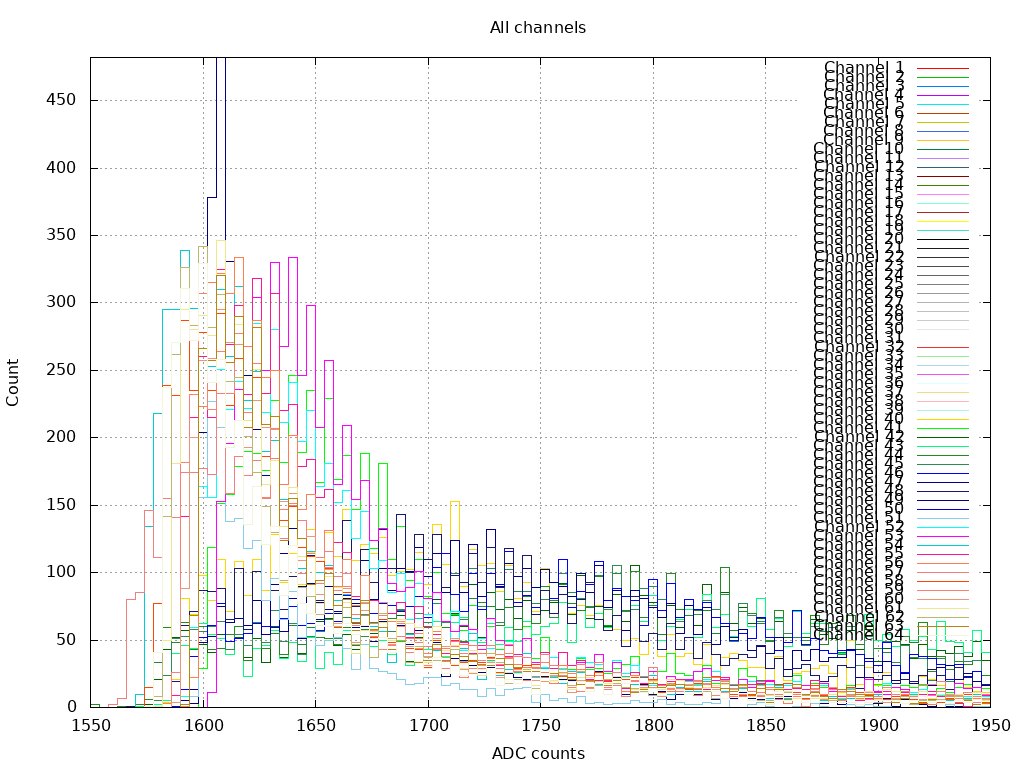 All channels
Count
450
400
350
300
250
200
150
100
50
0
1550
1600
1650
1700
1750
1800
1850
1900
1950
ADC counts
Channel 1
Channel 2
Channel 3
Channel 4
Channel 5
Channel 6
Channel 7
Channel 8
Channel 9
Channel 10
Channel 11
Channel 12
Channel 13
Channel 14
Channel 15
Channel 16
Channel 17
Channel 18
Channel 19
Channel 20
Channel 21
Channel 22
Channel 23
Channel 24
Channel 25
Channel 26
Channel 27
Channel 28
Channel 29
Channel 30
Channel 31
Channel 32
Channel 33
Channel 34
Channel 35
Channel 36
Channel 37
Channel 38
Channel 39
Channel 40
Channel 41
Channel 42
Channel 43
Channel 44
Channel 45
Channel 46
Channel 47
Channel 48
Channel 49
Channel 50
Channel 51
Channel 52
Channel 53
Channel 54
Channel 55
Channel 56
Channel 57
Channel 58
Channel 59
Channel 60
Channel 61
Channel 62
Channel 63
Channel 64